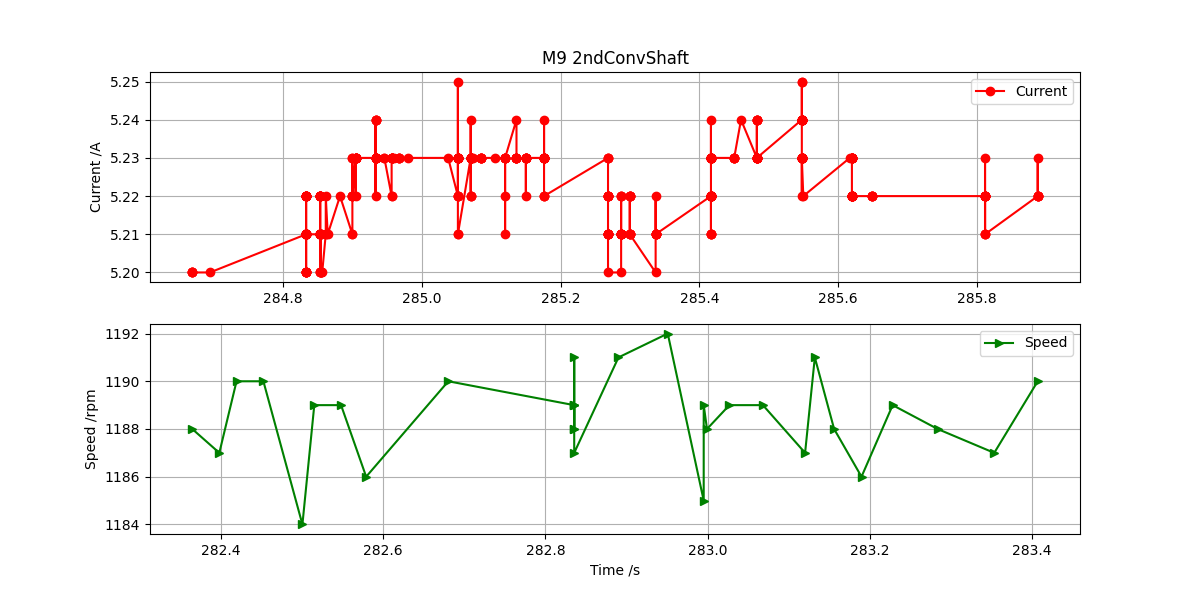 M9 2ndConvShaft
5.25
5.24
5.23
5.22
5.21
5.20
Current /A
Current
284.8 285.0 285.2 285.4 285.6 285.8
1192
1190
1188
1186
1184
Speed /rpm
Speed
282.4 282.6 282.8 283.0 283.2 283.4
Time /s